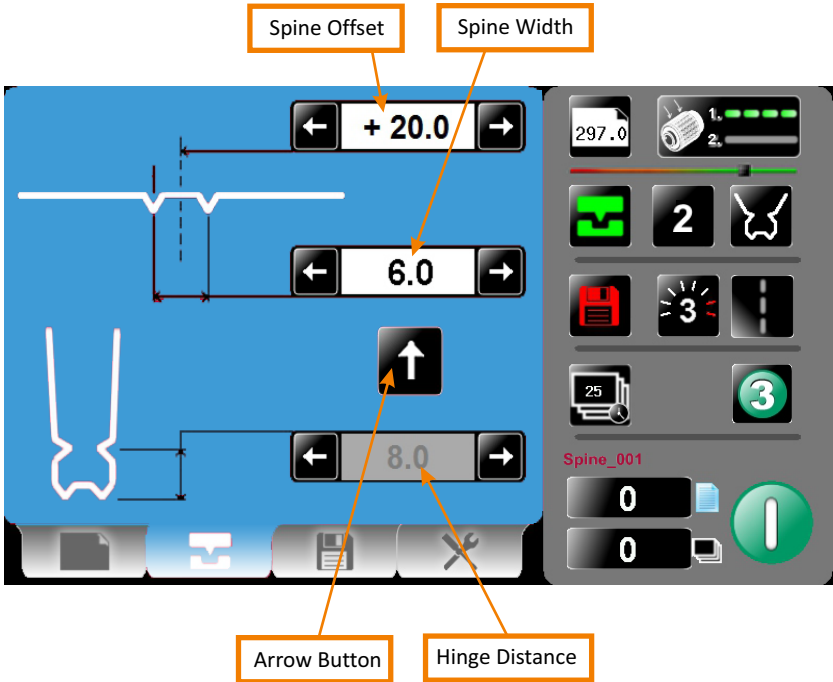 Spine Offset
Spine Width
+ 20.0
297.0
1.
2.
2
6.0
3
25
3
8.0
Spine_001
0
0
Arrow Button
Hinge Distance